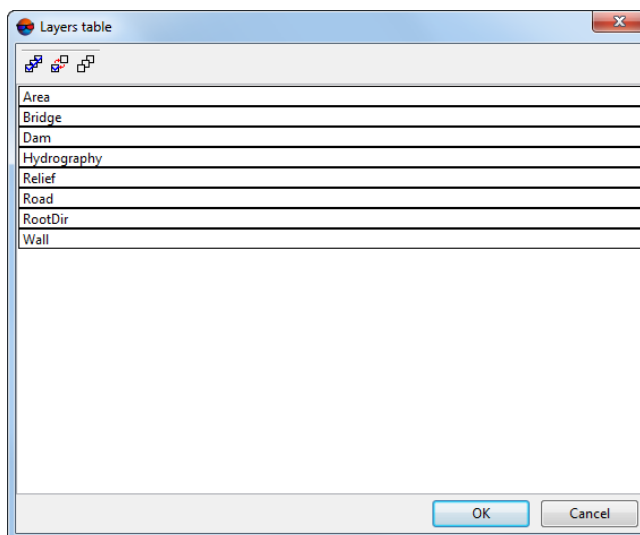 Layers table
Area
Bridge
Dam
Hydrography
Relief
Road
RootDir
Wall
OK
Cancel